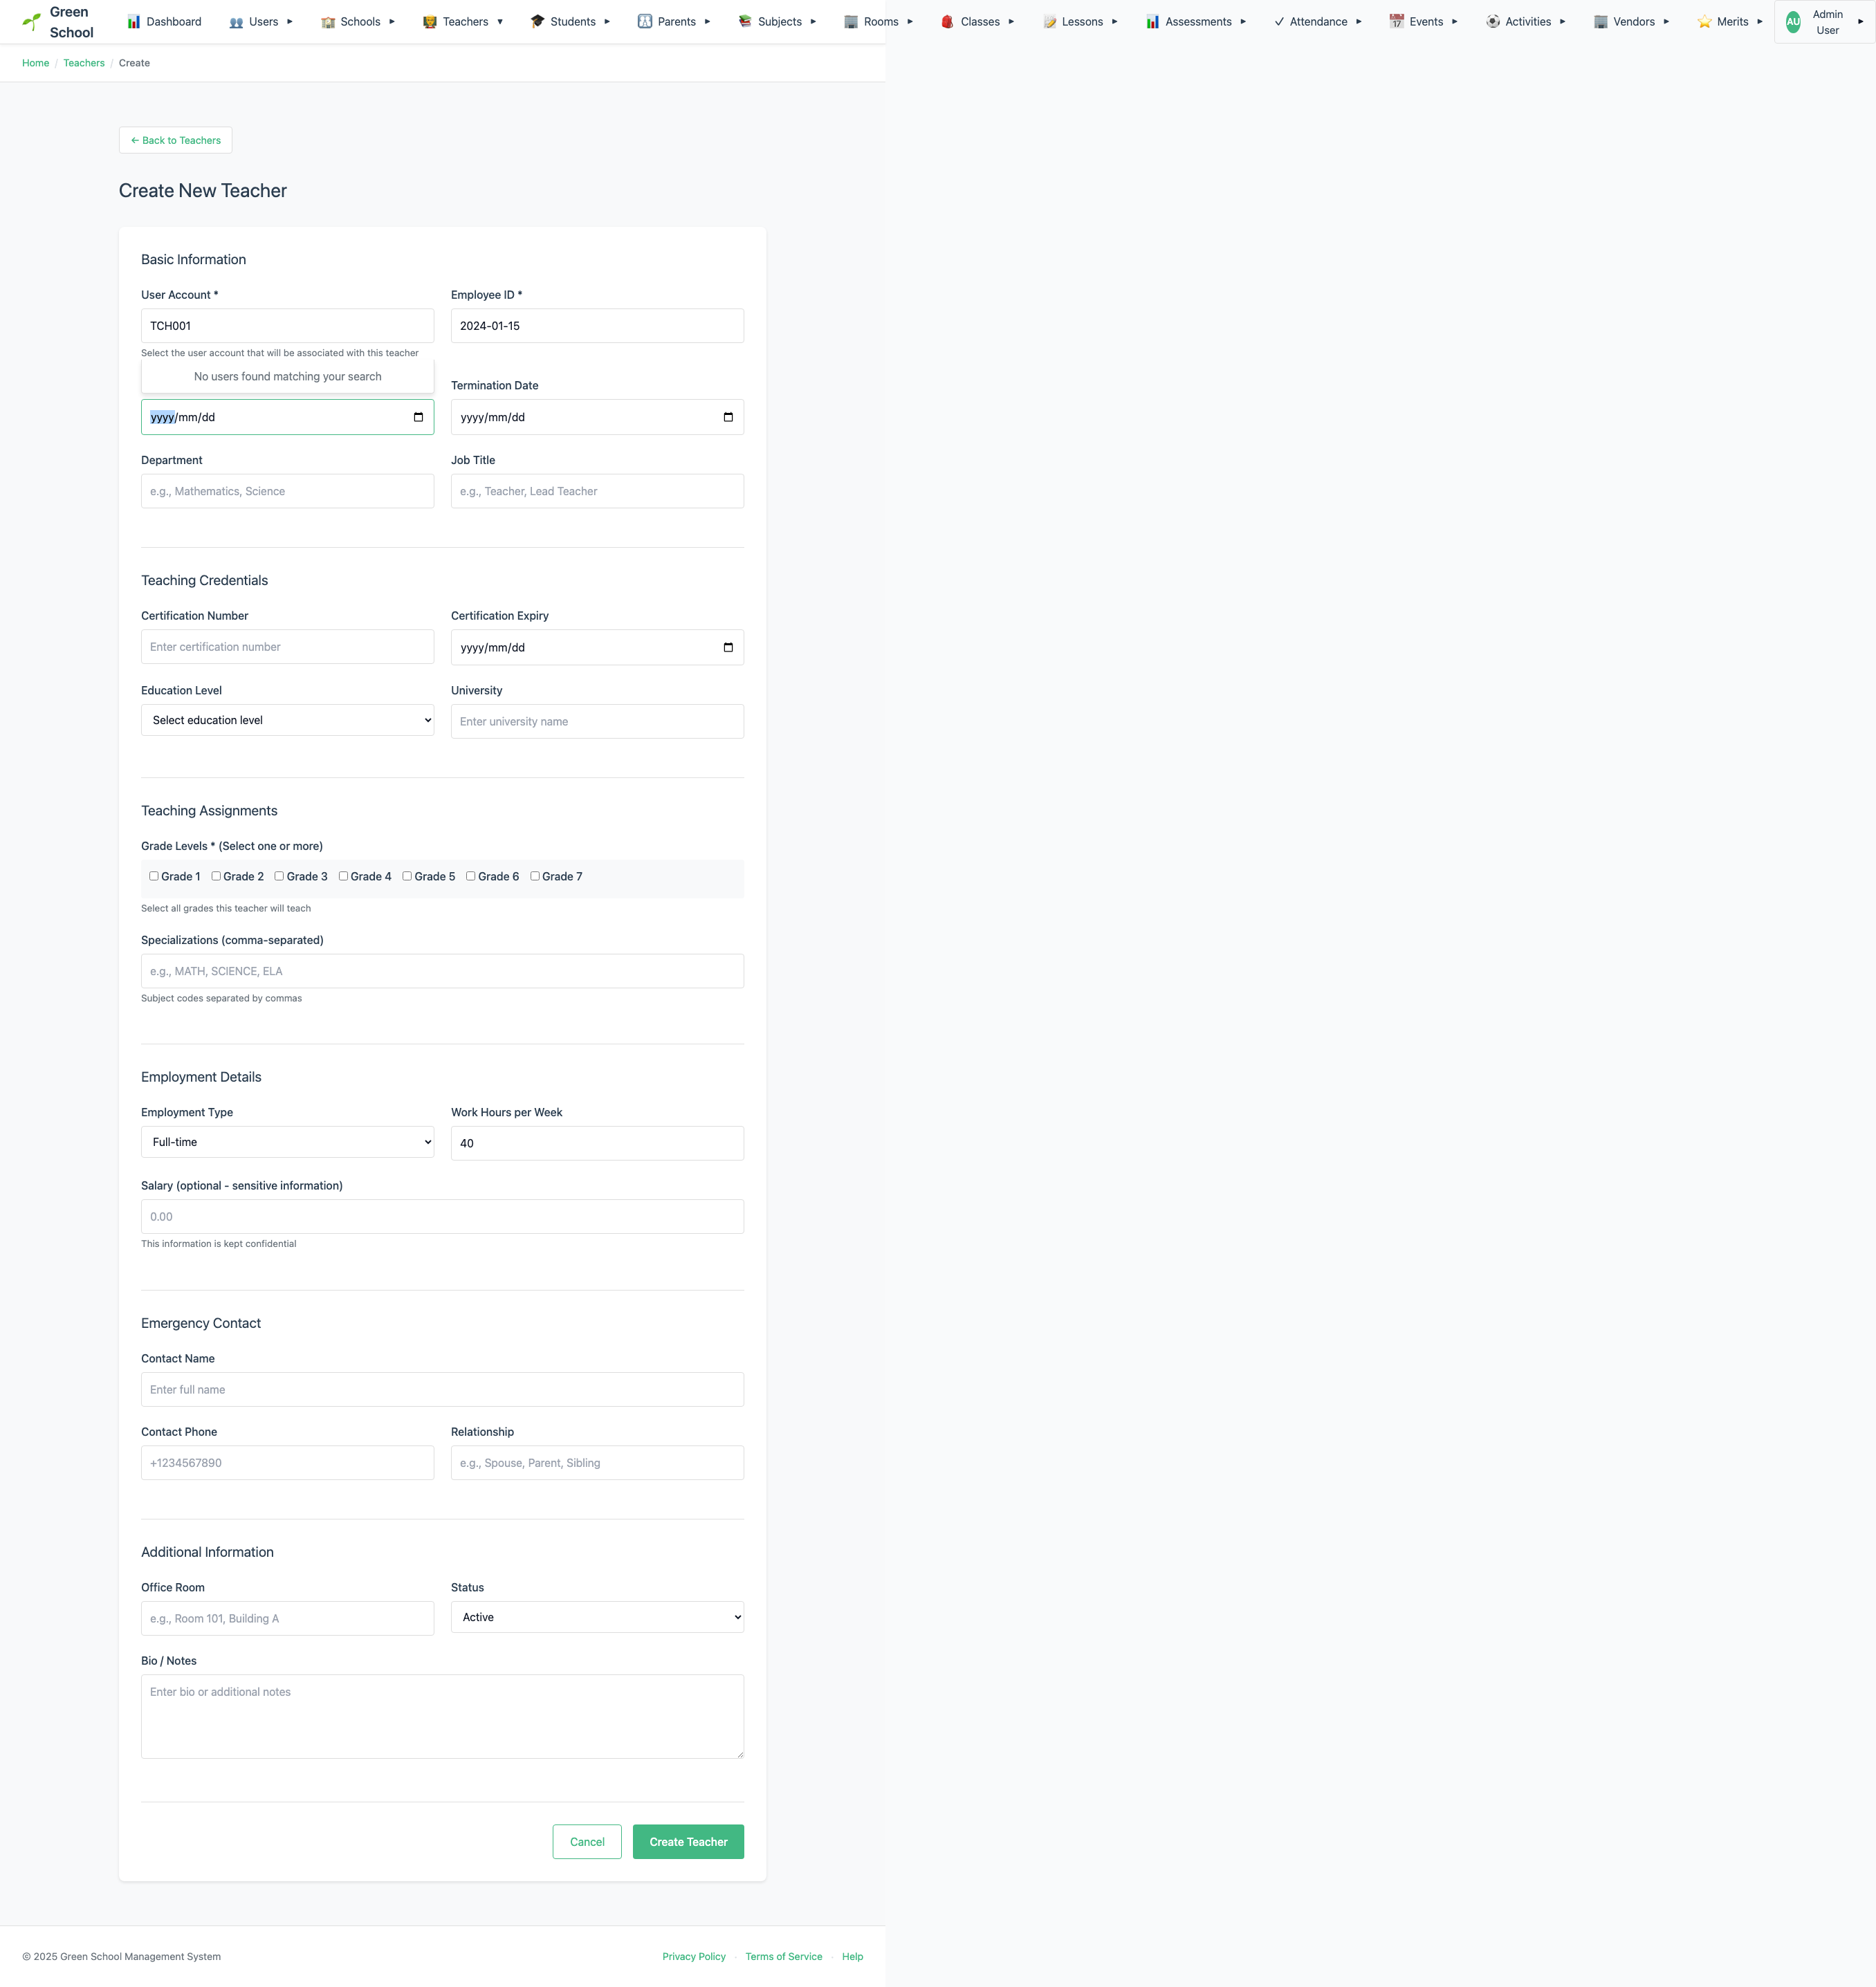 Green School
Dashboard
Users
Schools
Teachers
Students
Parents
Subjects
Rooms
Classes
Lessons
Assessments
Attendance
Events
Activities
Vendors
Merits
AU
Admin User
Home / Teachers / Create
← Back to Teachers
Create New Teacher
Basic Information
User Account *
Employee ID *
TCH001
2024-01-15
Select the user account that will be associated with this teacher
No users found matching your search
Termination Date
yyyy/mm/dd
yyyy/mm/dd
Department
Job Title
e.g., Mathematics, Science
e.g., Teacher, Lead Teacher
Teaching Credentials
Certification Number
Certification Expiry
Enter certification number
yyyy/mm/dd
Education Level
University
Select education level
Enter university name
Teaching Assignments
Grade Levels * (Select one or more)
Grade 1 Grade 2 Grade 3 Grade 4 Grade 5 Grade 6 Grade 7
Select all grades this teacher will teach
Specializations (comma-separated)
e.g., MATH, SCIENCE, ELA
Subject codes separated by commas
Employment Details
Employment Type
Work Hours per Week
Full-time
40
Salary (optional - sensitive information)
0.00
This information is kept confidential
Emergency Contact
Contact Name
Enter full name
Contact Phone
Relationship
+1234567890
e.g., Spouse, Parent, Sibling
Additional Information
Office Room
Status
e.g., Room 101, Building A
Active
Bio / Notes
Enter bio or additional notes
Cancel
Create Teacher
© 2025 Green School Management System
Privacy Policy · Terms of Service · Help